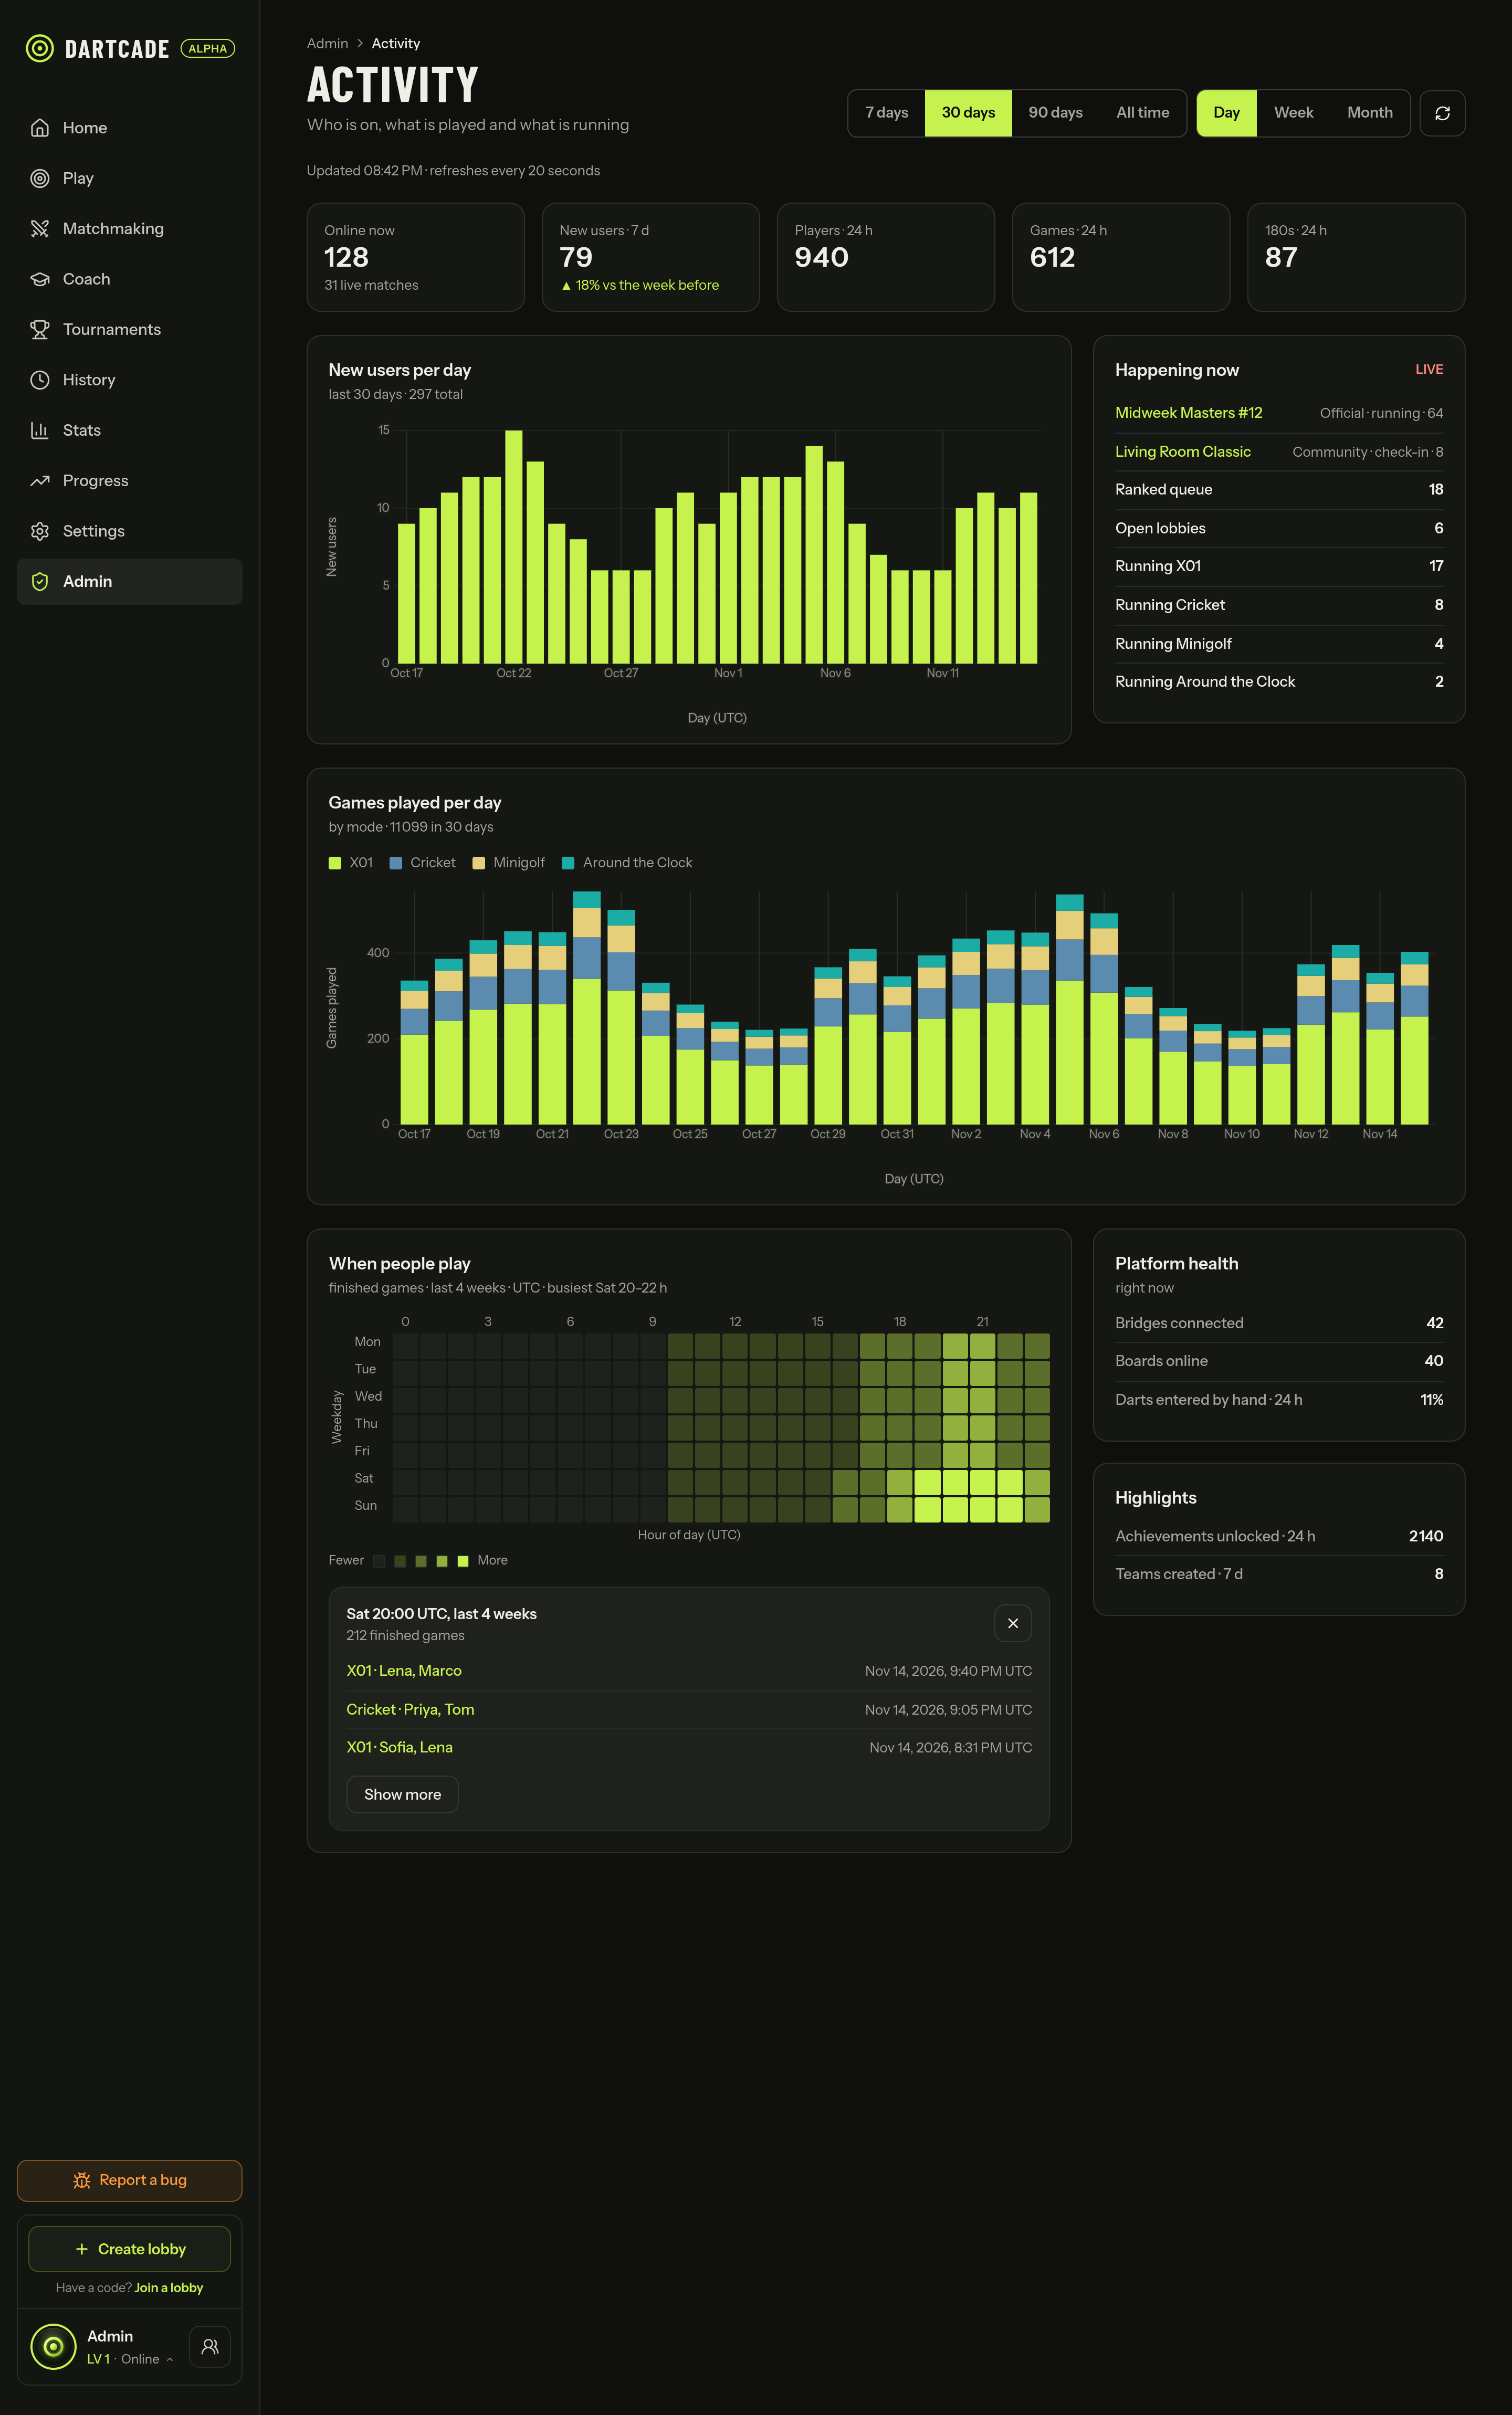 DARTCADE ALPHA
Home
Play
Matchmaking
Coach
Tournaments
History
Stats
Progress
Settings
Admin
Report a bug
Create lobby
Have a code? Join a lobby
Admin
LV 1 · Online
Admin > Activity
ACTIVITY
Who is on, what is played and what is running
7 days 30 days 90 days All time
Day Week Month
Updated 08:42 PM · refreshes every 20 seconds
Online now
128
31 live matches
New users · 7 d
79
▲ 18% vs the week before
Players · 24 h
940
Games · 24 h
612
180s · 24 h
87
New users per day
last 30 days · 297 total
New users
15
10
5
0
Oct 17 Oct 22 Oct 27 Nov 1 Nov 6 Nov 11
Day (UTC)
Happening now LIVE
Midweek Masters #12 Official · running · 64
Living Room Classic Community · check-in · 8
Ranked queue 18
Open lobbies 6
Running X01 17
Running Cricket 8
Running Minigolf 4
Running Around the Clock 2
Games played per day
by mode · 11 099 in 30 days
X01 Cricket Minigolf Around the Clock
Games played
400
200
0
Oct 17 Oct 19 Oct 21 Oct 23 Oct 25 Oct 27 Oct 29 Oct 31 Nov 2 Nov 4 Nov 6 Nov 8 Nov 10 Nov 12 Nov 14
Day (UTC)
When people play
finished games · last 4 weeks · UTC · busiest Sat 20–22 h
0 3 6 9 12 15 18 21
Weekday
Mon
Tue
Wed
Thu
Fri
Sat
Sun
Hour of day (UTC)
Fewer More
Sat 20:00 UTC, last 4 weeks
212 finished games
X01 · Lena, Marco Nov 14, 2026, 9:40 PM UTC
Cricket · Priya, Tom Nov 14, 2026, 9:05 PM UTC
X01 · Sofia, Lena Nov 14, 2026, 8:31 PM UTC
Show more
Platform health
right now
Bridges connected 42
Boards online 40
Darts entered by hand · 24 h 11%
Highlights
Achievements unlocked · 24 h 2 140
Teams created · 7 d 8